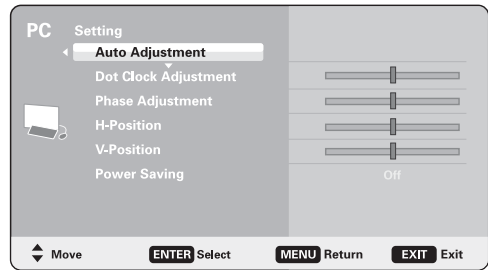 PC Setting
Auto Adjustment
Dot Clock Adjustment
Phase Adjustment
H-Position
V-Position
Power Saving Off
Move ENTER Select MENU Return EXIT Exit